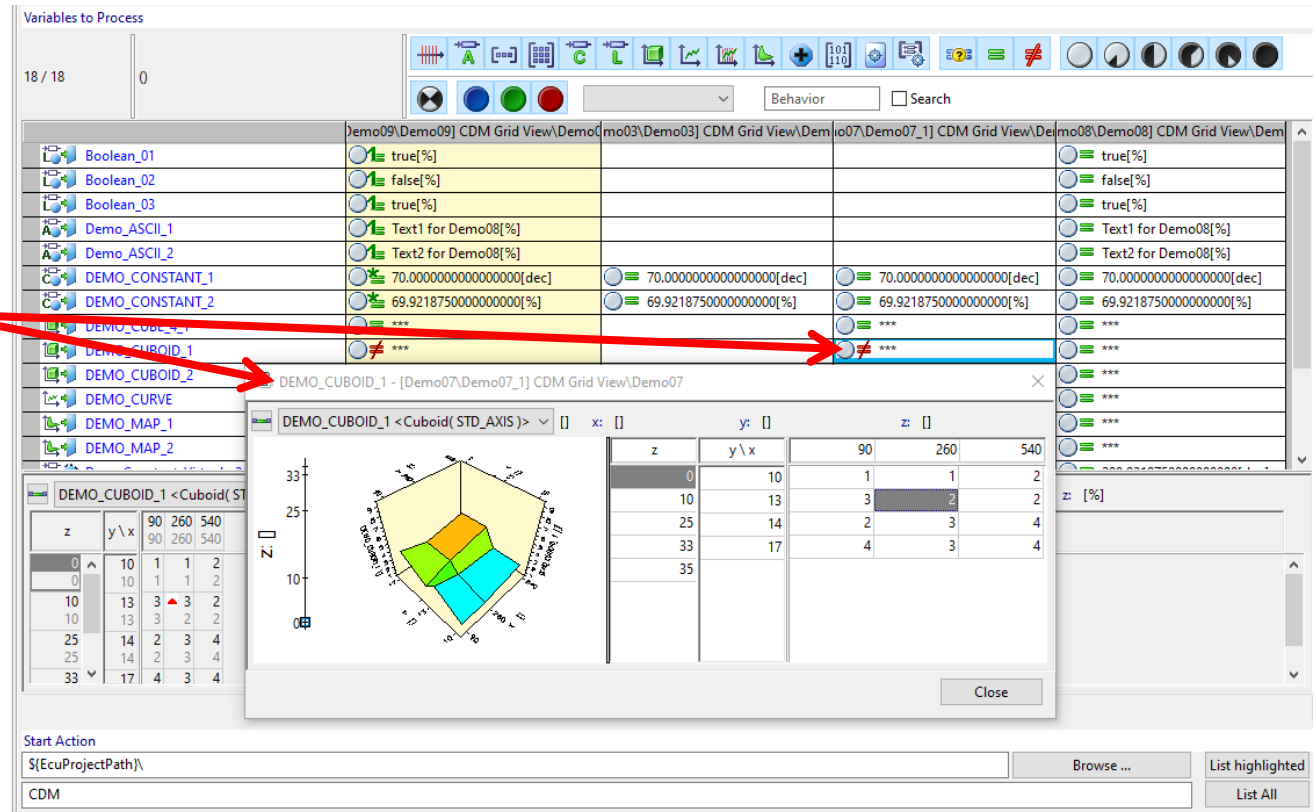 Variables to Process
18 / 18 ()
Behavior Search
Demo09\Demo09] CDM Grid View\Demo0 mo03\Demo03] CDM Grid View\Dem o07\Demo07_1] CDM Grid View\De mo08\Demo08] CDM Grid View\Dem
Boolean_01 true[%] true[%]
Boolean_02 false[%] false[%]
Boolean_03 true[%] true[%]
Demo_ASCII_1 Text1 for Demo08[%] Text1 for Demo08[%]
Demo_ASCII_2 Text2 for Demo08[%] Text2 for Demo08[%]
DEMO_CONSTANT_1 70.0000000000000000[dec] 70.0000000000000000[dec] 70.0000000000000000[dec] 70.0000000000000000[dec]
DEMO_CONSTANT_2 69.9218750000000000[%] 69.9218750000000000[%] 69.9218750000000000[%] 69.9218750000000000[%]
DEMO_CUBE_4_1 *** *** ***
DEMO_CUBOID_1 *** *** ***
DEMO_CUBOID_2 ***
DEMO_CURVE ***
DEMO_MAP_1 ***
DEMO_MAP_2 ***
DEMO_CUBOID_1 - [Demo07\Demo07_1] CDM Grid View\Demo07
DEMO_CUBOID_1 <Cuboid( STD_AXIS )> [] x: [] y: [] z: []
z y \ x 90 260 540
0 10 1 1 2
10 13 3 2 2
25 14 2 3 4
33 17 4 3 4
35
33
25
z []
10
0
Close
DEMO_CUBOID_1 <Cuboid( ST z: [%]
z y \ x 90 260 540
90 260 540
0 10 1 1 2
0 10 1 1 2
10 13 3 3 2
10 13 3 2 2
25 14 2 3 4
25 14 2 3 4
33 17 4 3 4
Start Action
${EcuProjectPath}\ Browse ... List highlighted
CDM List All